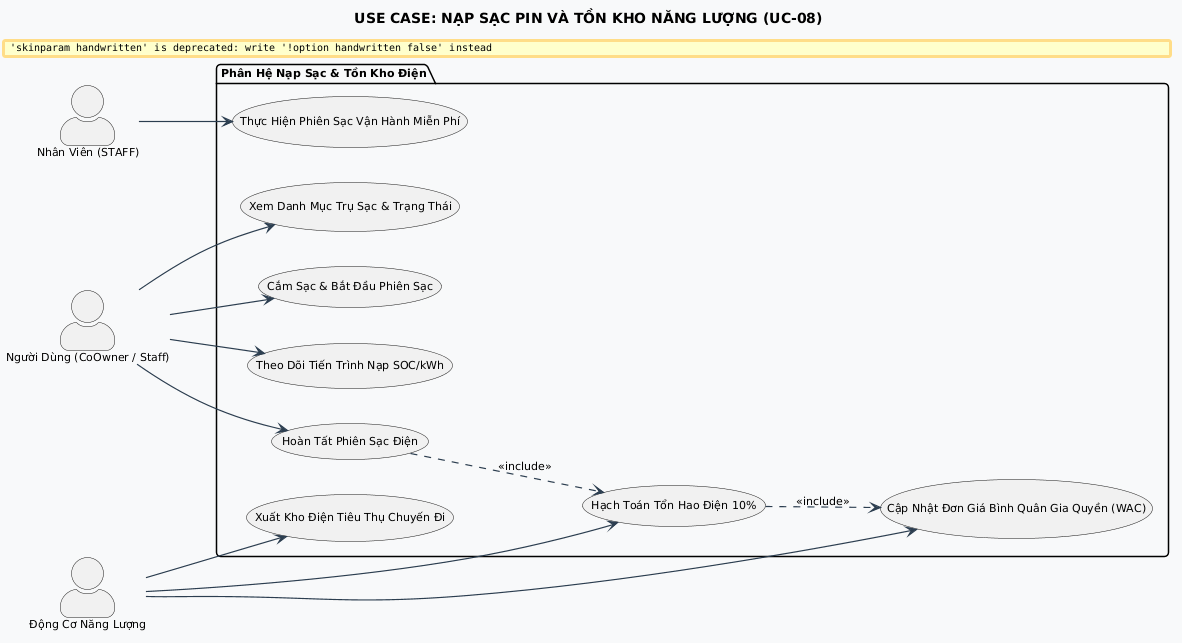 USE CASE: NẠP SẠC PIN VÀ TỒN KHO NĂNG LƯỢNG (UC-08)
'skinparam handwritten' is deprecated: write '!option handwritten false' instead
Phân Hệ Nạp Sạc & Tồn Kho Điện
Thực Hiện Phiên Sạc Vận Hành Miễn Phí
Nhân Viên (STAFF)
Xem Danh Mục Trụ Sạc & Trạng Thái
Cắm Sạc & Bắt Đầu Phiên Sạc
Người Dùng (CoOwner / Staff)
Theo Dõi Tiến Trình Nạp SOC/kWh
Hoàn Tất Phiên Sạc Điện
«include»
Hạch Toán Tổn Hao Điện 10%
«include»
Cập Nhật Đơn Giá Bình Quân Gia Quyền (WAC)
Xuất Kho Điện Tiêu Thụ Chuyến Đi
Động Cơ Năng Lượng